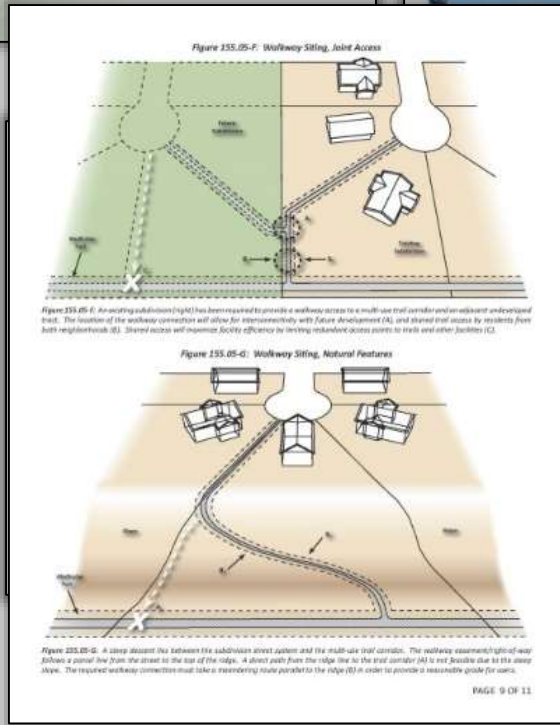 Figure 155.05-F: Walkway Siting, Joint Access
Future
Subdivision
A
Multi-Use
Trail
B
B
Existing
Subdivision
Figure 155.05-F: An existing subdivision (right) has been required to provide a walkway access to a multi-use trail corridor and an adjacent undeveloped
tract. The location of the walkway connection will allow for interconnectivity with future development (A), and shared trail access by residents from
both neighborhoods (B). Shared access will maximize facility efficiency by limiting redundant access points to trails and other facilities (C).
Figure 155.05-G: Walkway Siting, Natural Features
B
B
Multi-Use
Trail
Figure 155.05-G: A steep descent lies between the subdivision street system and the multi-use trail corridor. The walkway easement/right-of-way
follows a parcel line from the street to the top of the ridge. A direct path from the ridge line to the trail corridor (A) is not feasible due to the steep
slope. The required walkway connection must take a meandering route parallel to the ridge (B) in order to provide a reasonable grade for users.
PAGE 9 OF 11